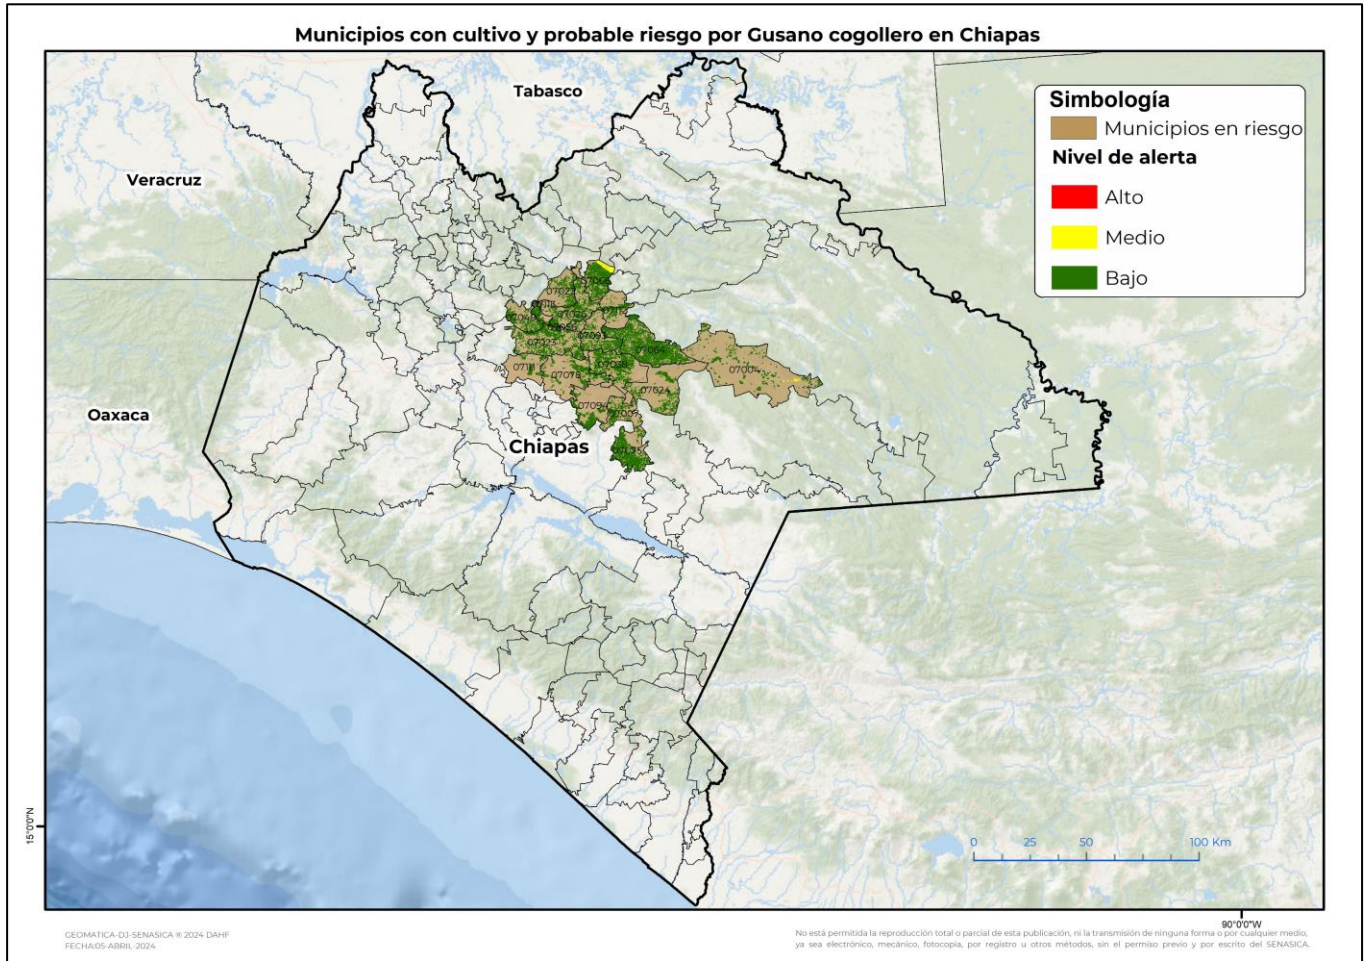 Municipios con cultivo y probable riesgo por Gusano cogollero en Chiapas
Tabasco
Veracruz
Oaxaca
Chiapas
Simbología
Municipios en riesgo
Nivel de alerta
Alto
Medio
Bajo
07022
07064
07004
07024
15°0'0"N
90°0'0"W
0 25 50 100 Km
GEOMATICA-DJ-SENASICA ® 2024 DAHF
FECHA:05-ABRIL-2024
No está permitida la reproducción total o parcial de esta publicación, ni la transmisión de ninguna forma o por cualquier medio,
ya sea electrónico, mecánico, fotocopia, por registro u otros métodos, sin el permiso previo y por escrito del SENASICA.